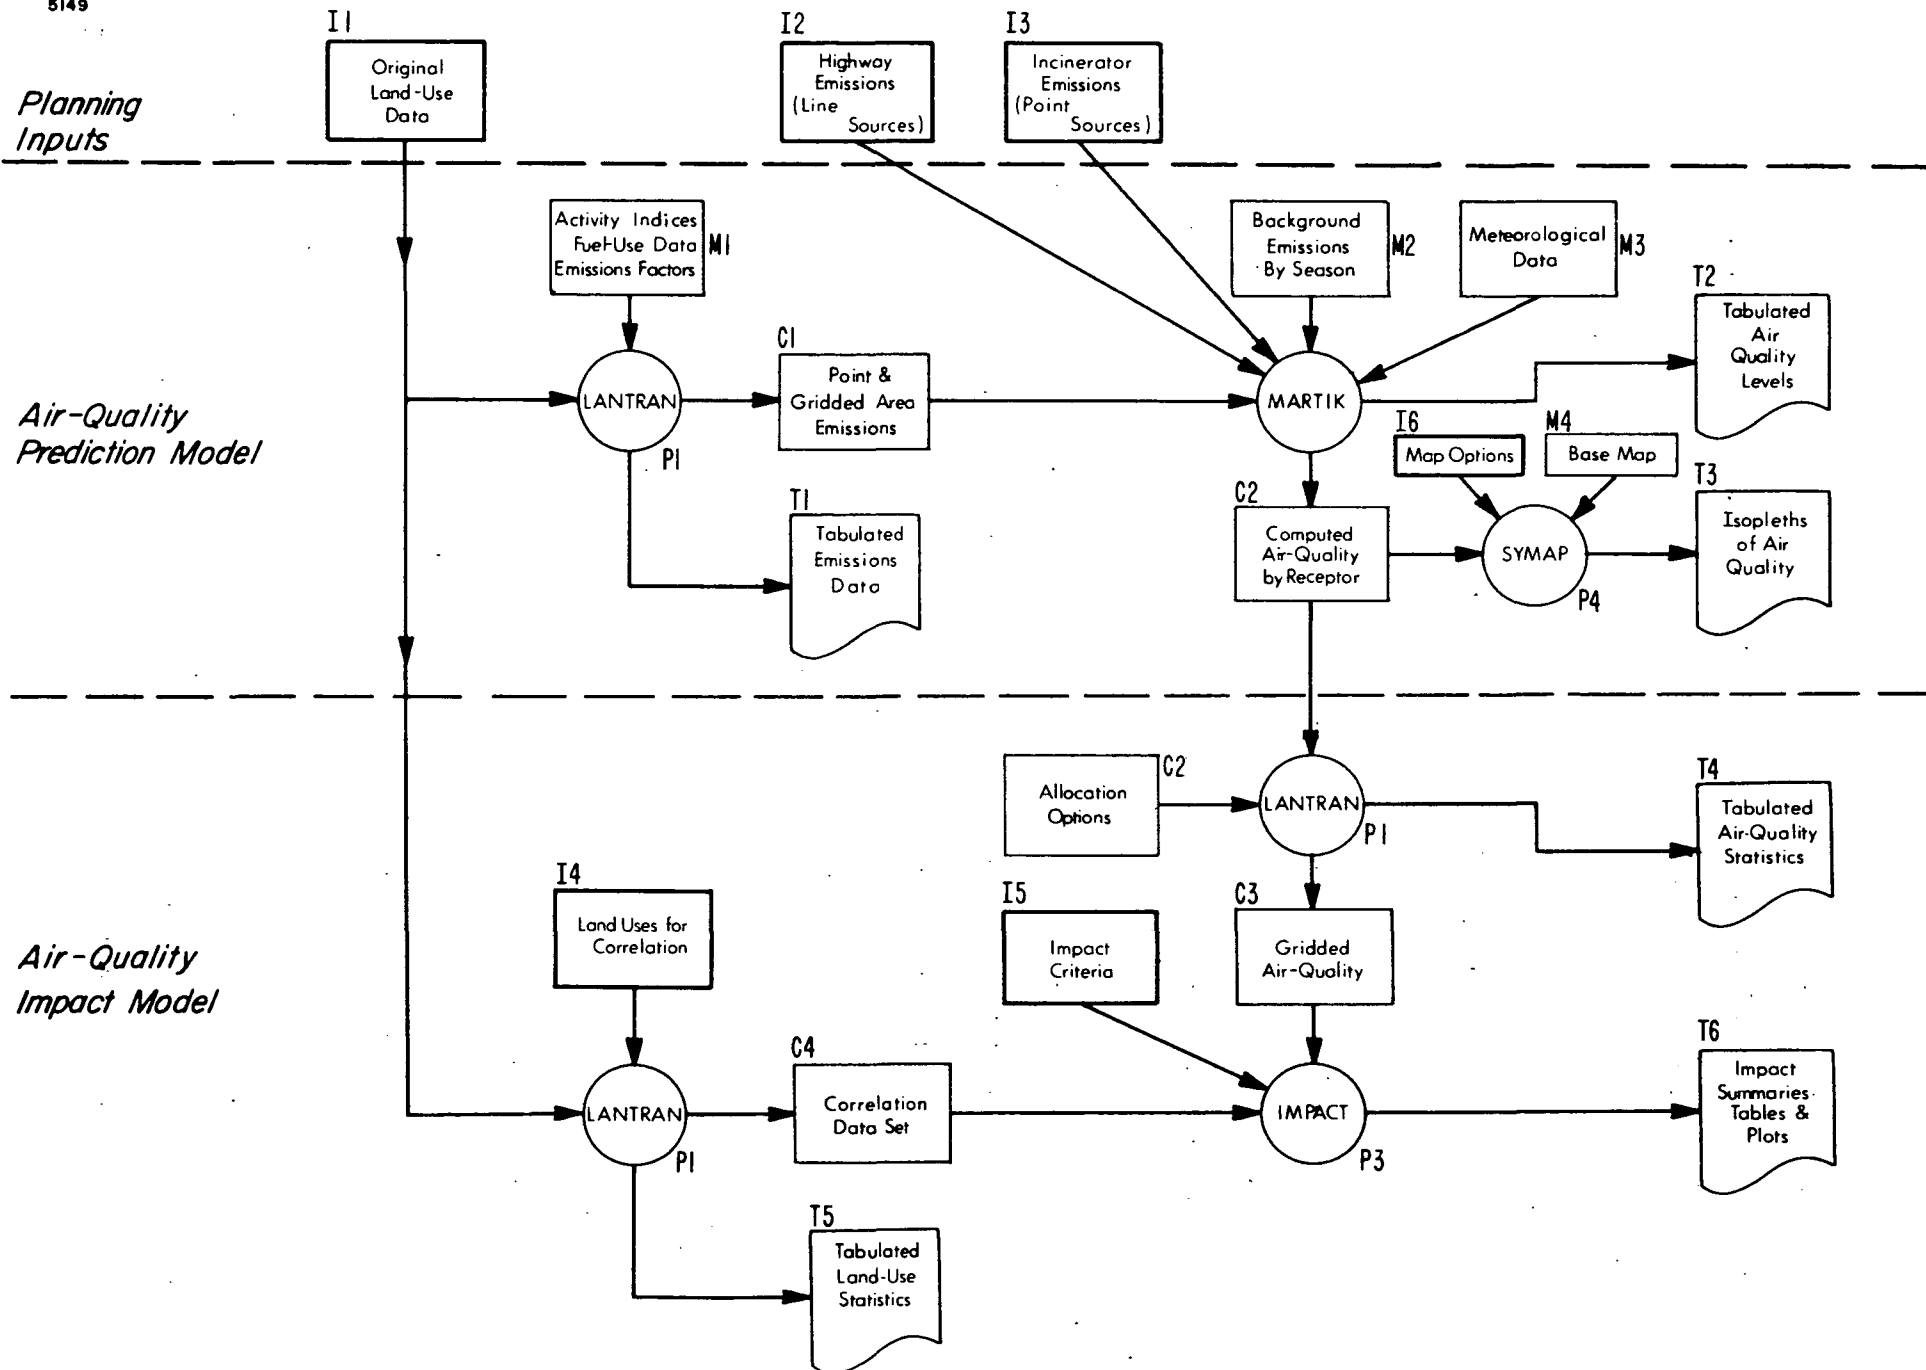 5149
I1
Original
Land-Use
Data
I2
Highway
Emissions
(Line
Sources)
I3
Incinerator
Emissions
(Point
Sources)
Planning
Inputs
Activity Indices
Fuel-Use Data
Emissions Factors
M1
Background
Emissions
By Season
M2
Meteorological
Data
M3
T2
Tabulated
Air
Quality
Levels
C1
Point &
Gridded Area
Emissions
LANTRAN
P1
MARTIK
Air-Quality
Prediction Model
I6
Map Options
M4
Base Map
T1
Tabulated
Emissions
Data
C2
Computed
Air-Quality
by Receptor
SYMAP
P4
T3
Isopleths
of Air
Quality
Allocation
Options
C2
LANTRAN
P1
T4
Tabulated
Air-Quality
Statistics
I4
Land Uses for
Correlation
I5
Impact
Criteria
C3
Gridded
Air-Quality
Air-Quality
Impact Model
LANTRAN
P1
C4
Correlation
Data Set
IMPACT
P3
T6
Impact
Summaries
Tables &
Plots
T5
Tabulated
Land-Use
Statistics